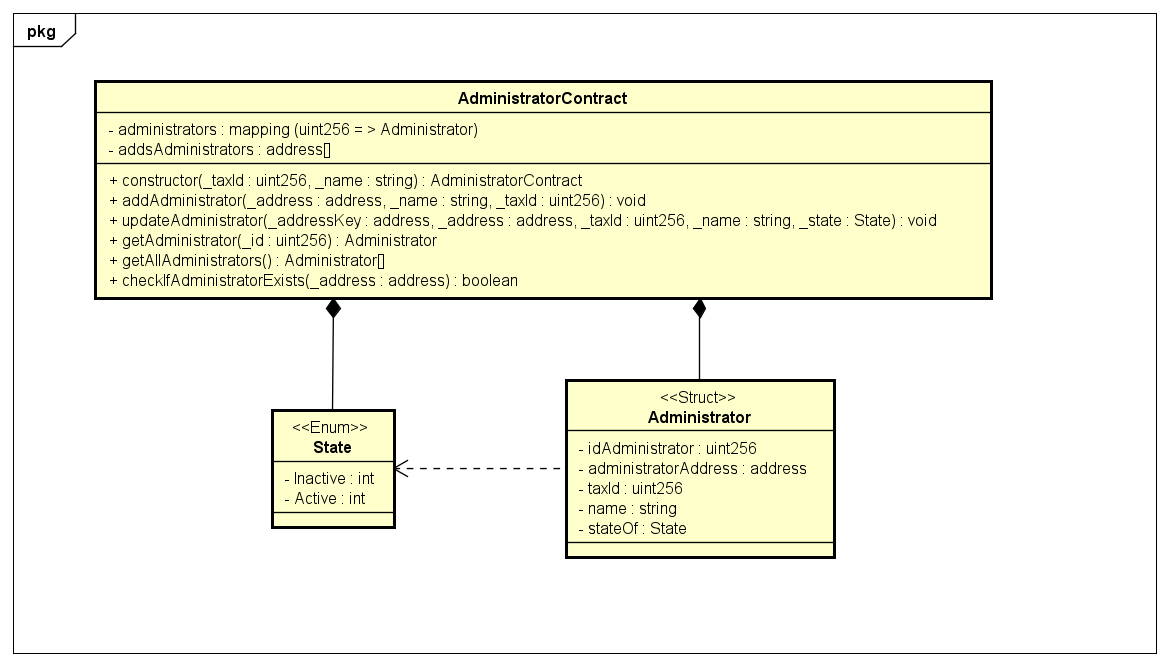 pkg
AdministratorContract
- administrators : mapping (uint256 = > Administrator)
- addsAdministrators : address[]
+ constructor(_taxId : uint256, _name : string) : AdministratorContract
+ addAdministrator(_address : address, _name : string, _taxId : uint256) : void
+ updateAdministrator(_addressKey : address, _address : address, _taxId : uint256, _name : string, _state : State) : void
+ getAdministrator(_id : uint256) : Administrator
+ getAllAdministrators() : Administrator[]
+ checkIfAdministratorExists(_address : address) : boolean
<<Enum>>
State
- Inactive : int
- Active : int
<<Struct>>
Administrator
- idAdministrator : uint256
- administratorAddress : address
- taxId : uint256
- name : string
- stateOf : State